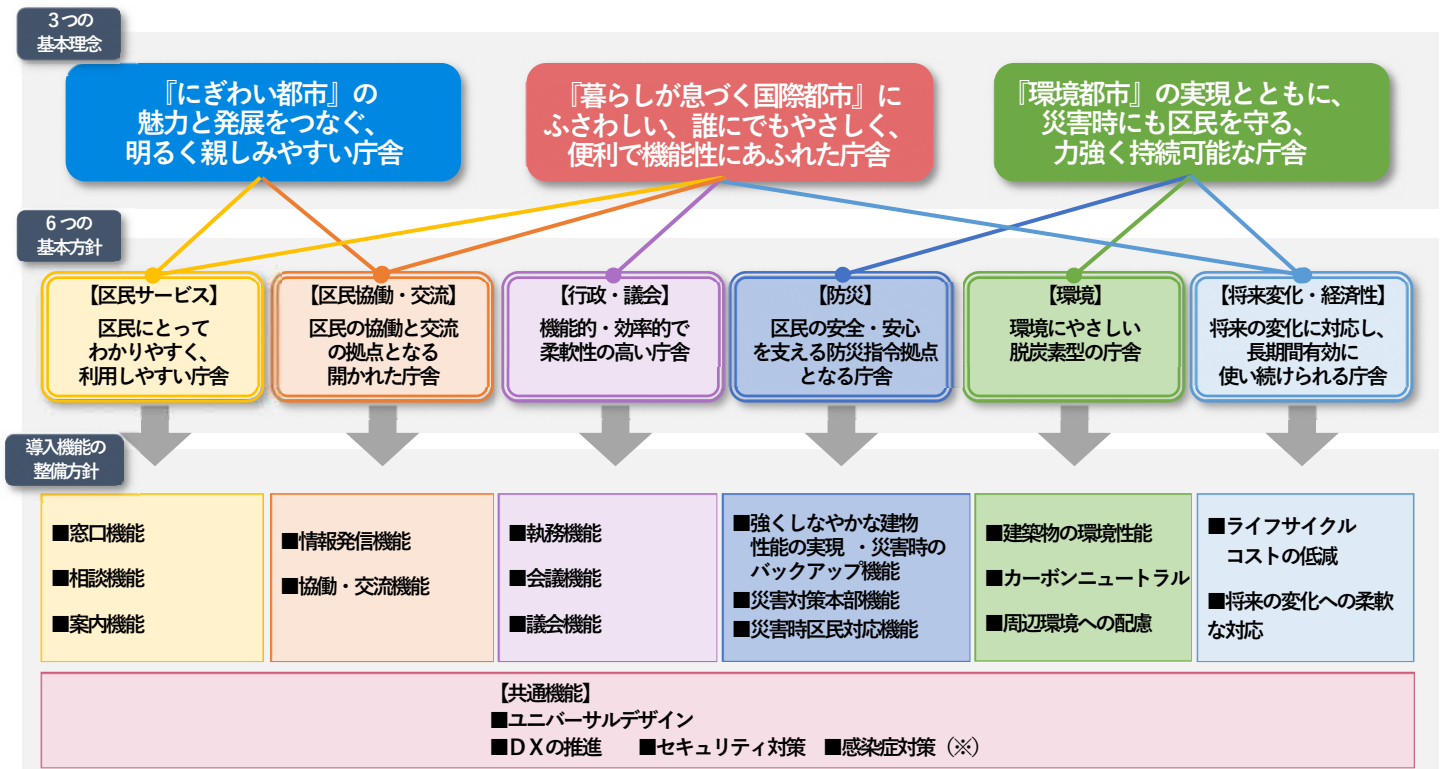 3つの
基本理念
『にぎわい都市』の
魅力と発展をつなぐ、
明るく親しみやすい庁舎
『暮らしが息づく国際都市』に
ふさわしい、誰にでもやさしく、
便利で機能性にあふれた庁舎
『環境都市』の実現とともに、
災害時にも区民を守る、
力強く持続可能な庁舎
6つの
基本方針
【区民サービス】
区民にとって
わかりやすく、
利用しやすい庁舎
【区民協働・交流】
区民の協働と交流
の拠点となる
開かれた庁舎
【行政・議会】
機能的・効率的で
柔軟性の高い庁舎
【防災】
区民の安全・安心
を支える防災指令拠点
となる庁舎
【環境】
環境にやさしい
脱炭素型の庁舎
【将来変化・経済性】
将来の変化に対応し、
長期間有効に
使い続けられる庁舎
導入機能の
整備方針
■窓口機能
■相談機能
■案内機能
■情報発信機能
■協働・交流機能
■執務機能
■会議機能
■議会機能
■強くしなやかな建物
性能の実現 ・災害時の
バックアップ機能
■災害対策本部機能
■災害時区民対応機能
■建築物の環境性能
■カーボンニュートラル
■周辺環境への配慮
■ライフサイクル
コストの低減
■将来の変化への柔軟
な対応
【共通機能】
■ユニバーサルデザイン
■DXの推進 ■セキュリティ対策 ■感染症対策（※）